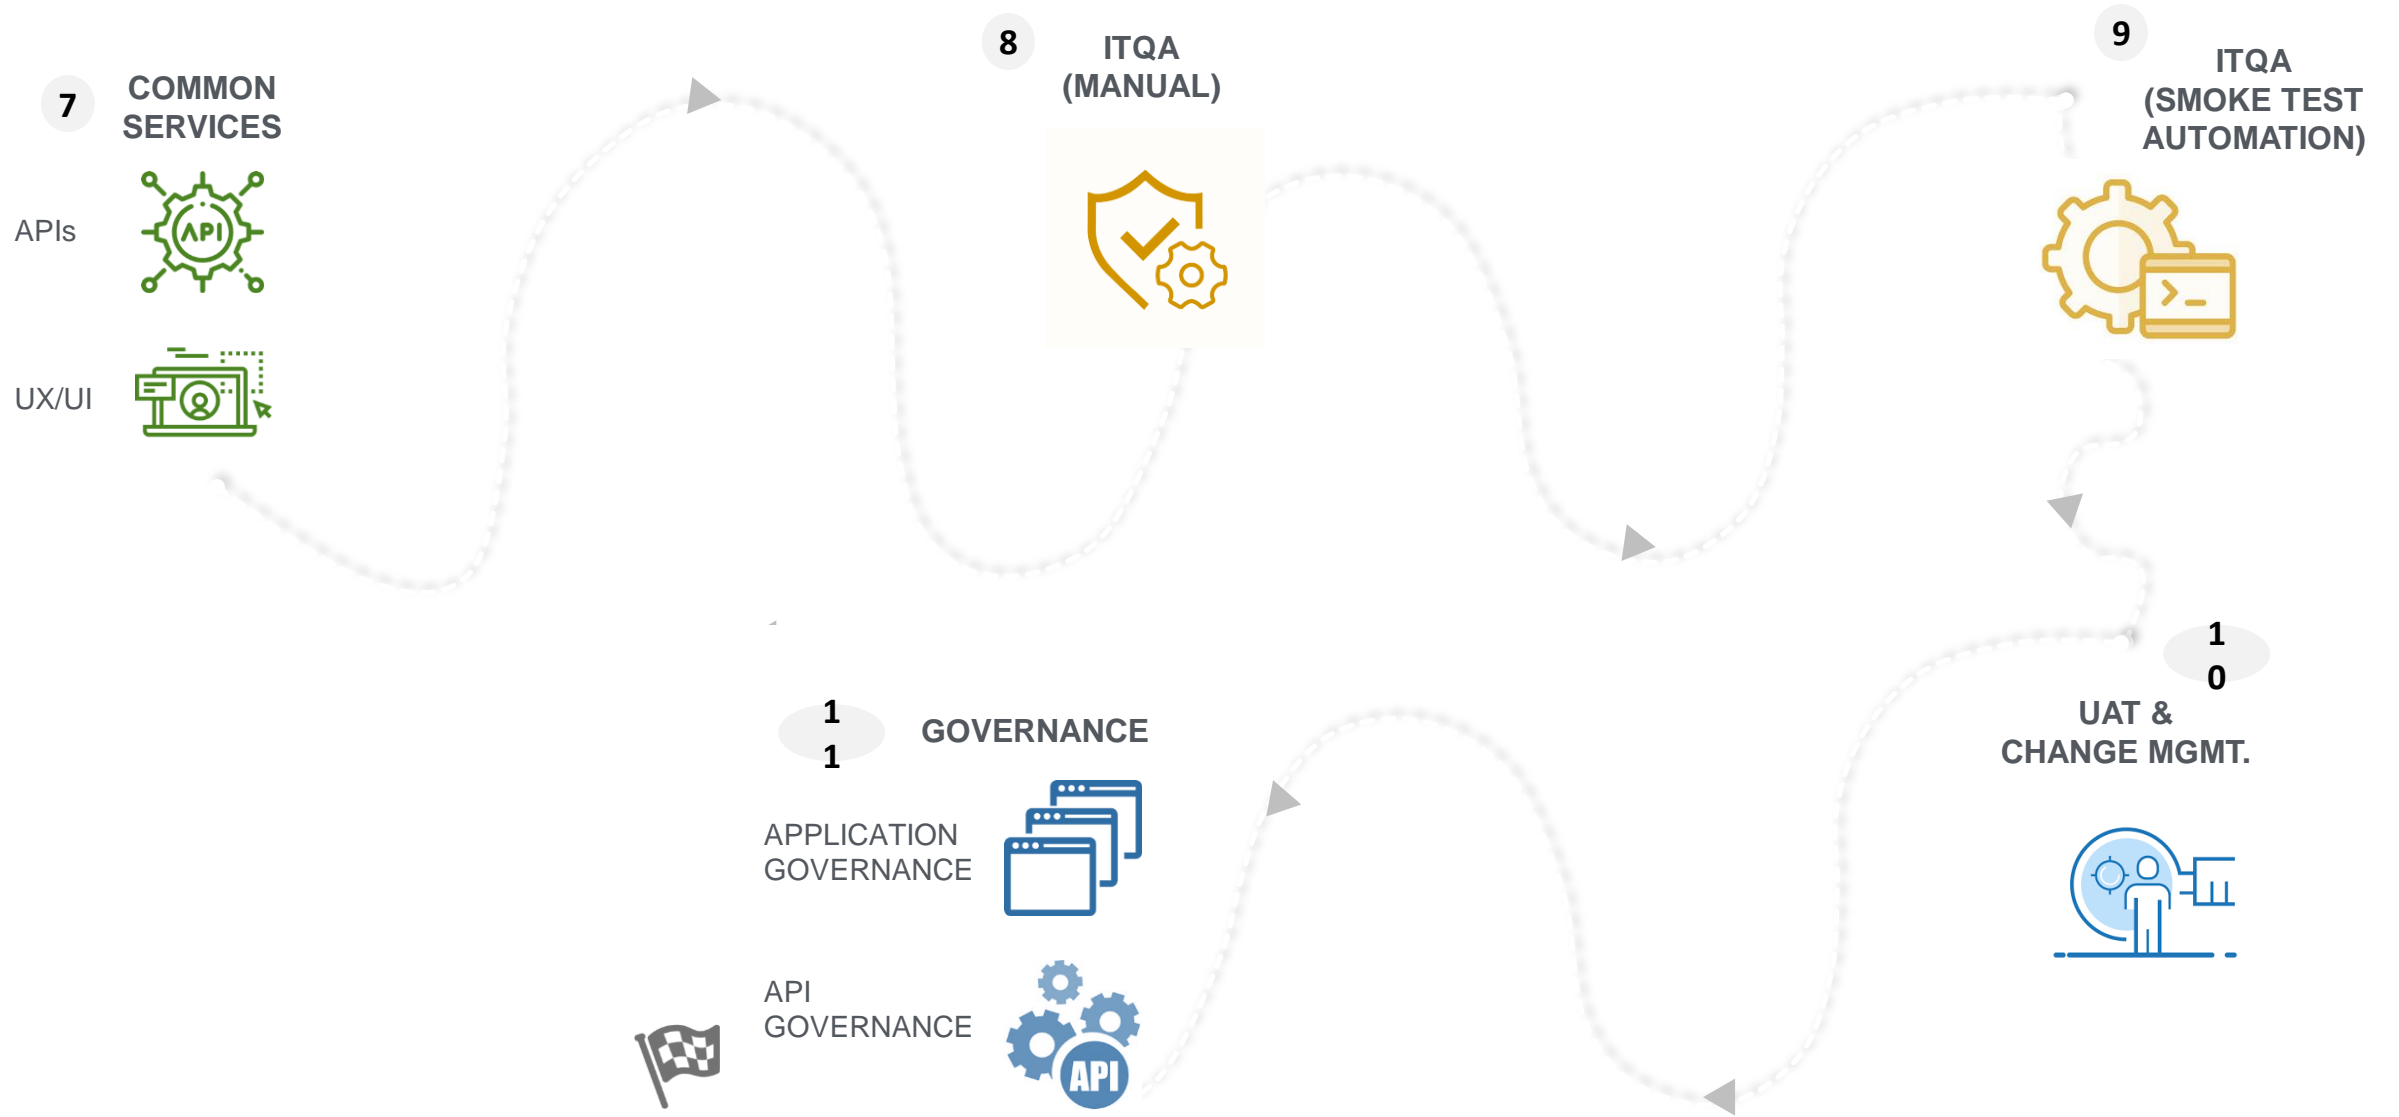 7
COMMON
SERVICES
APIs
API
UX/UI
8
ITQA
(MANUAL)
9
ITQA
(SMOKE TEST
AUTOMATION)
1
0
UAT &
CHANGE MGMT.
1
1
GOVERNANCE
APPLICATION
GOVERNANCE
API
GOVERNANCE
API